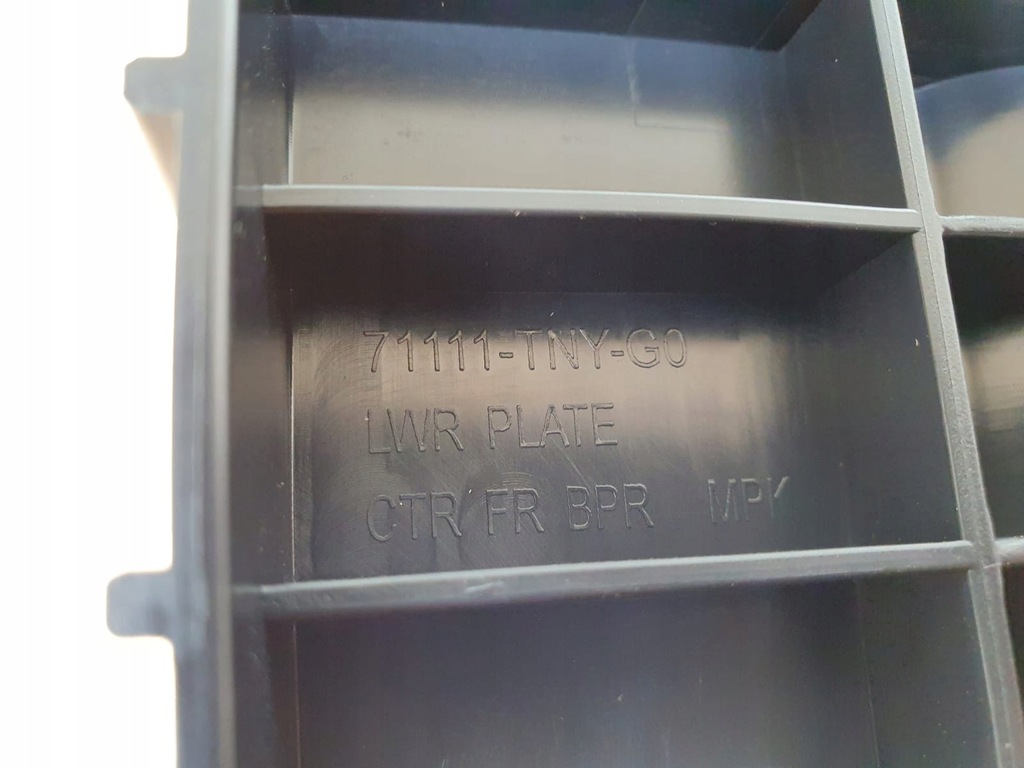 71111-TNY-G0
LWR PLATE
CTR FR BPR MPK